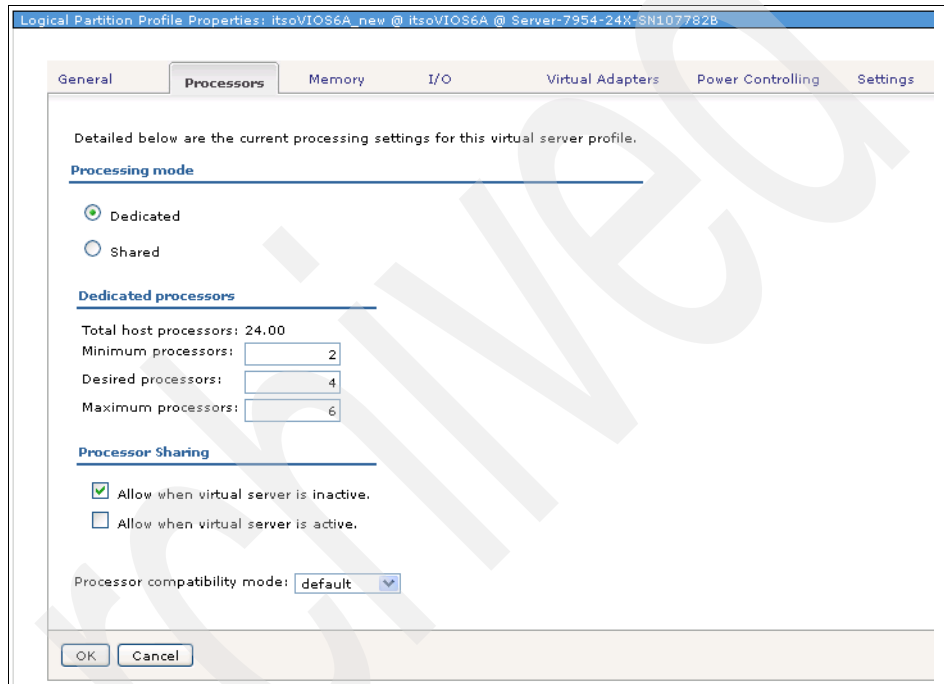 Logical Partition Profile Properties: itsoVIOS6A_new @ itsoVIOS6A @ Server-7954-24X-SN107782B
General Processors Memory I/O Virtual Adapters Power Controlling Settings
Detailed below are the current processing settings for this virtual server profile.
Processing mode
Dedicated
Shared
Dedicated processors
Total host processors: 24.00
Minimum processors: 2
Desired processors: 4
Maximum processors: 6
Processor Sharing
Allow when virtual server is inactive.
Allow when virtual server is active.
Processor compatibility mode: default
OK Cancel
rchived